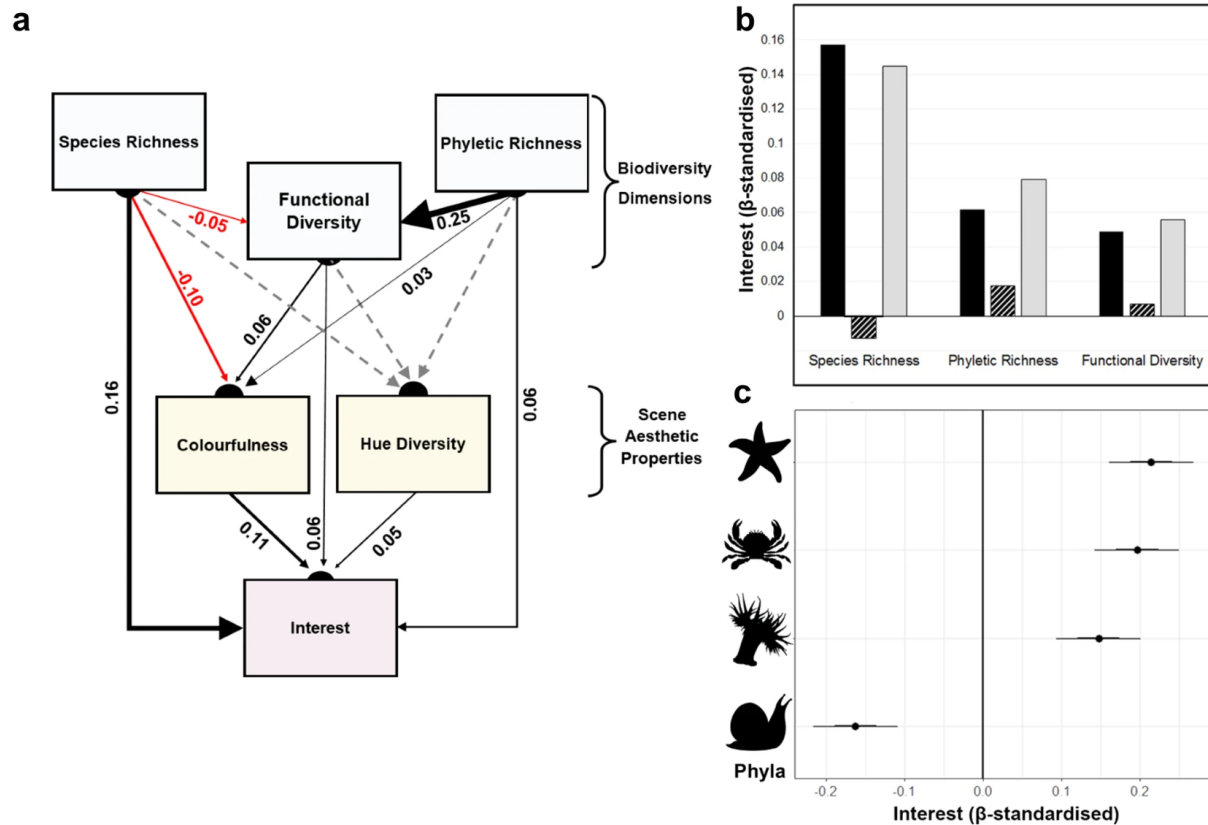 a
Species Richness
Phyletic Richness
Functional
Diversity
Biodiversity
Dimensions
-0.05
0.25
-0.10
0.03
0.06
0.16
0.06
Colourfulness
Hue Diversity
Scene
Aesthetic
Properties
0.11
0.06
0.05
Interest
b
Interest (β-standardised)
0.16
0.14
0.12
0.1
0.08
0.06
0.04
0.02
0
Species Richness
Phyletic Richness
Functional Diversity
c
Phyla
-0.2
-0.1
0.0
0.1
0.2
Interest (β-standardised)